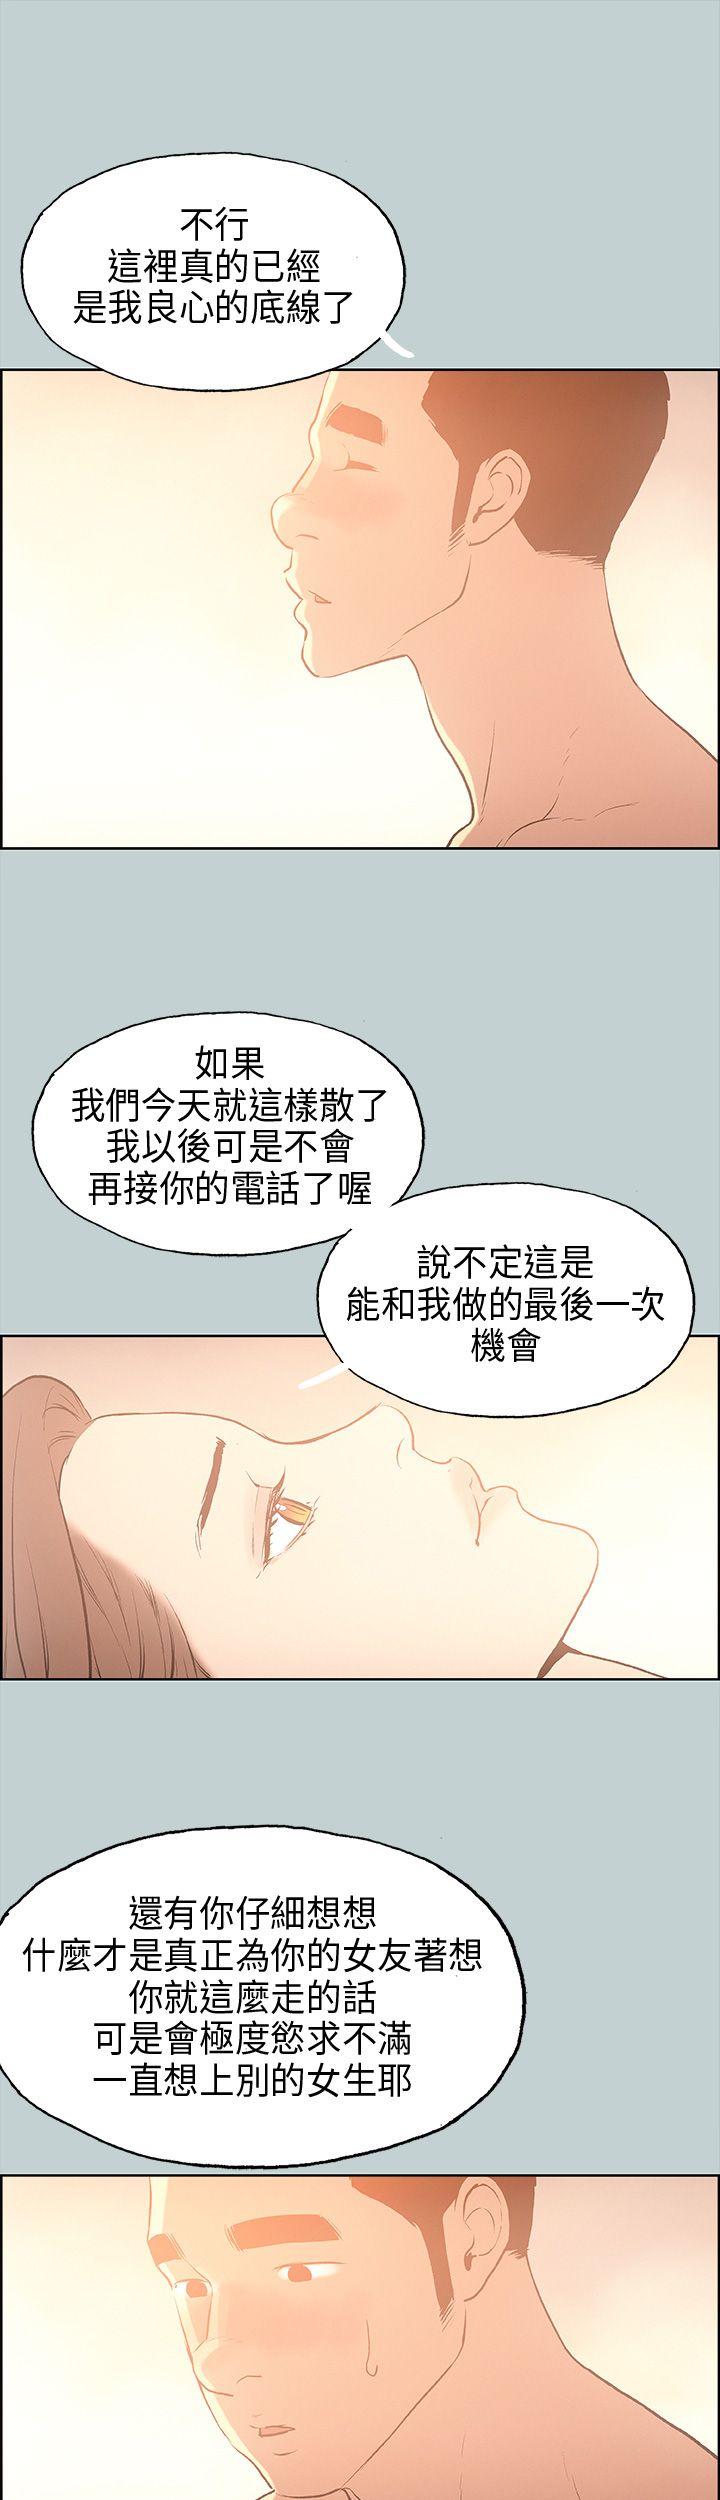 不行
這裡真的已經
是我良心的底線了
如果
我們今天就這樣散了
我以後可是不會
再接你的電話了喔
說不定這是
能和我做的最後一次
機會
還有你仔細想想
什麼才是真正為你的女友著想
你就這麼走的話
可是會極度慾求不滿
一直想上別的女生耶